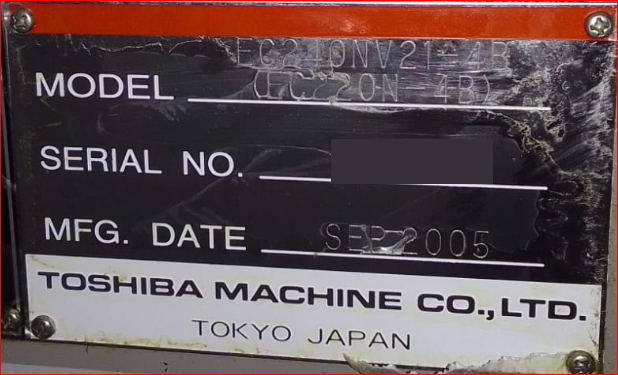 EC210NV21-4B
MODEL (EC220N-4B)
SERIAL NO.
MFG. DATE SEP 2005
TOSHIBA MACHINE CO.,LTD.
TOKYO JAPAN